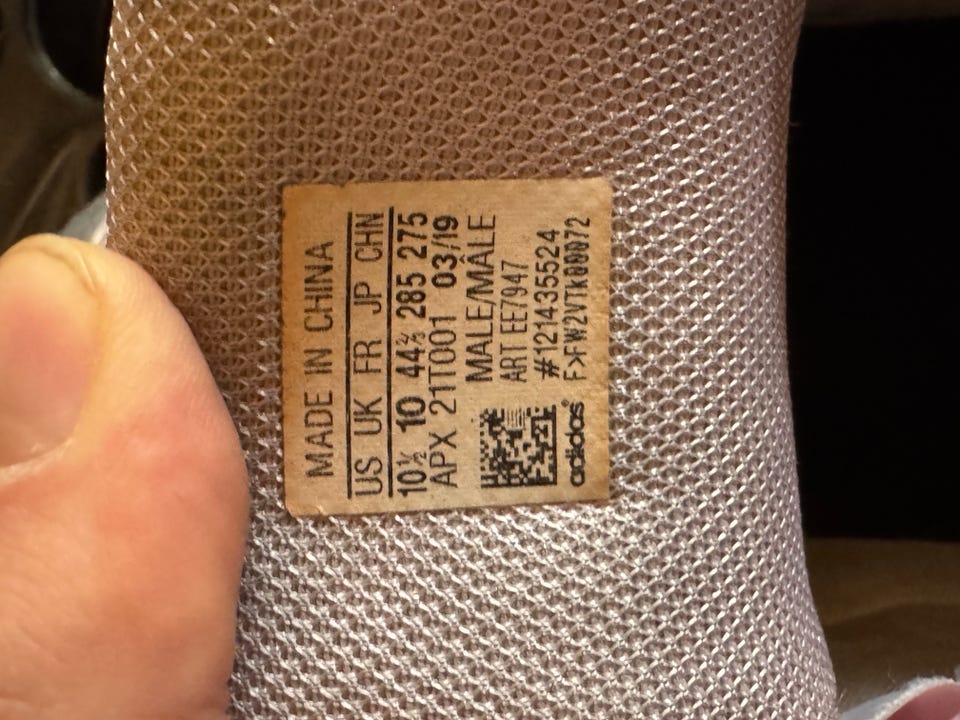 MADE IN CHINA
US UK FR JP CHN
10½ 10 44⅔ 285 275
APX 21T001 03/19
MALE/MÂLE
ART EE7947
#121435524
F>FW2VTK00072
adidas®